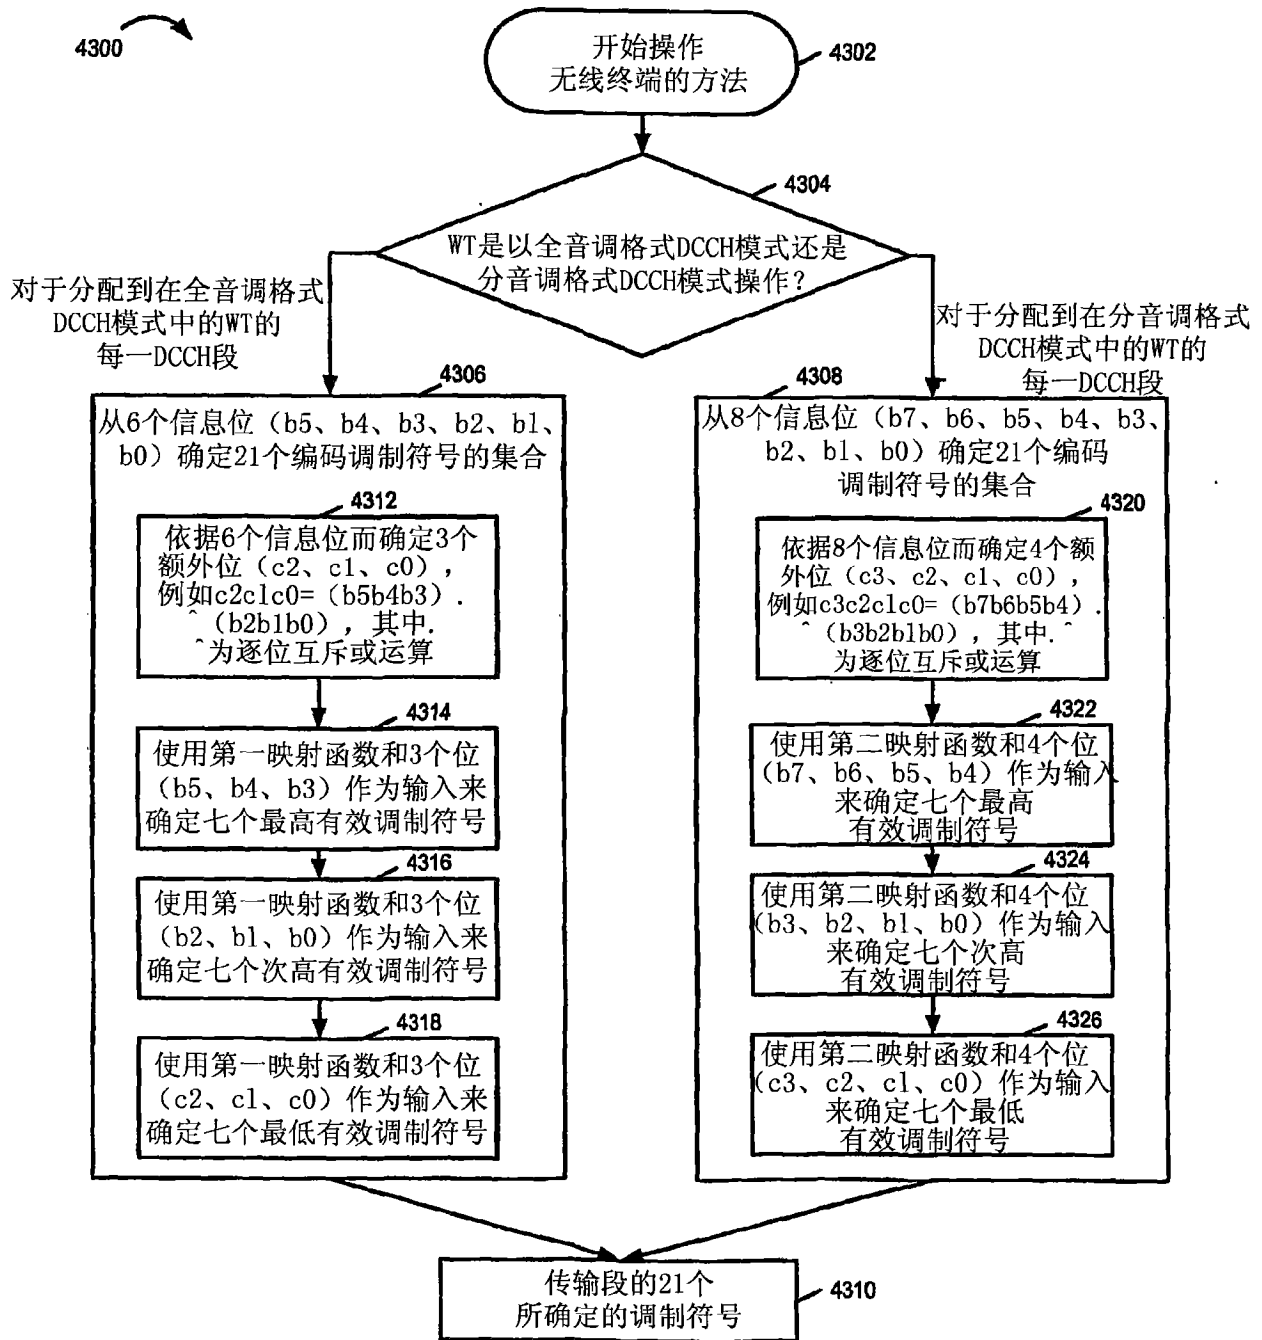 4300
开始操作
无线终端的方法
4302
4304
WT是以全音调格式DCCH模式还是
分音调格式DCCH模式操作？
对于分配到在全音调格式
DCCH模式中的WT的
每一DCCH段
对于分配到在分音调格式
DCCH模式中的WT的
每一DCCH段
4306
从6个信息位（b5、b4、b3、b2、b1、
b0）确定21个编码调制符号的集合
4312
依据6个信息位而确定3个
额外位（c2、c1、c0），
例如c2c1c0=（b5b4b3）.
^（b2b1b0），其中.
^为逐位互斥或运算
4314
使用第一映射函数和3个位
（b5、b4、b3）作为输入来
确定七个最高有效调制符号
4316
使用第一映射函数和3个位
（b2、b1、b0）作为输入来
确定七个次高有效调制符号
4318
使用第一映射函数和3个位
（c2、c1、c0）作为输入来
确定七个最低有效调制符号
4308
从8个信息位（b7、b6、b5、b4、b3、
b2、b1、b0）确定21个编码
调制符号的集合
4320
依据8个信息位而确定4个额
外位（c3、c2、c1、c0），
例如c3c2c1c0=（b7b6b5b4）.
^（b3b2b1b0），其中.^
为逐位互斥或运算
4322
使用第二映射函数和4个位
（b7、b6、b5、b4）作为输入
来确定七个最高
有效调制符号
4324
使用第二映射函数和4个位
（b3、b2、b1、b0）作为输入
来确定七个次高
有效调制符号
4326
使用第二映射函数和4个位
（c3、c2、c1、c0）作为输入
来确定七个最低
有效调制符号
传输段的21个
所确定的调制符号
4310